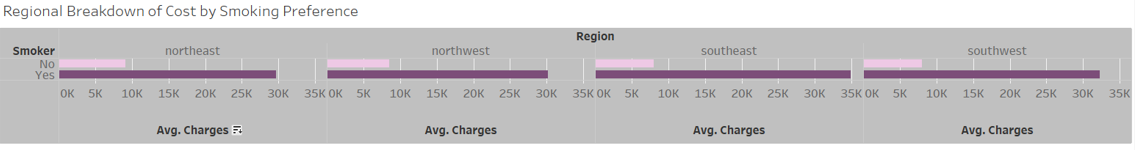 Regional Breakdown of Cost by Smoking Preference
Region
Smoker northeast northwest southeast southwest
No
Yes
0K 5K 10K 15K 20K 25K 30K 35K 0K 5K 10K 15K 20K 25K 30K 35K 0K 5K 10K 15K 20K 25K 30K 35K 0K 5K 10K 15K 20K 25K 30K 35K
Avg. Charges Avg. Charges Avg. Charges Avg. Charges